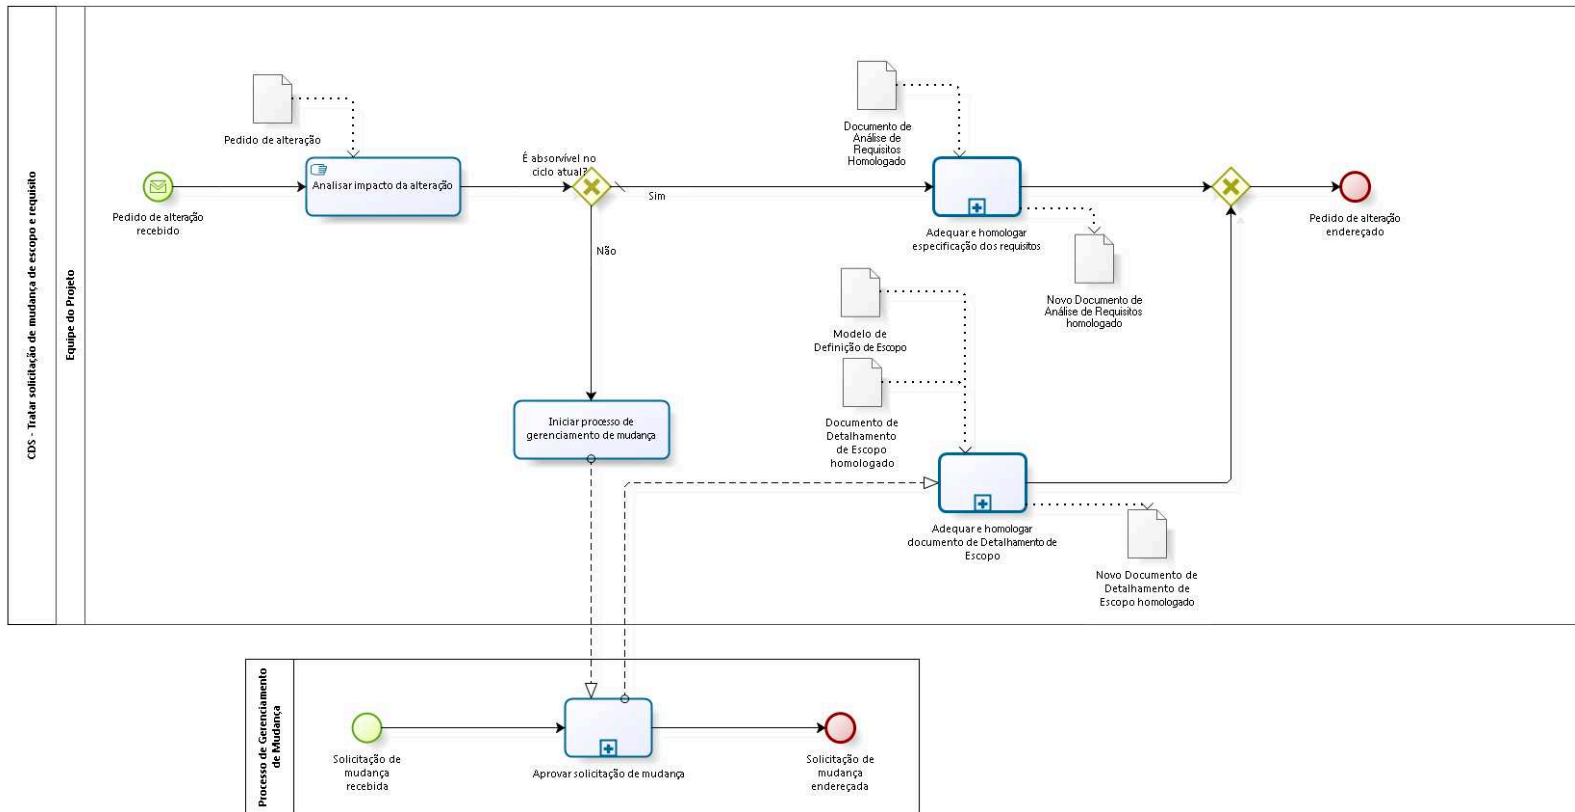 CDS - Tratar solicitação de mudança de escopo e requisito
Equipe do Projeto
Pedido de alteração
recebido
Pedido de alteração
Analisar impacto da alteração
É absorvível no
ciclo atual?
Sim
Não
Documento de
Análise de
Requisitos
Homologado
Adequar e homologar
especificação dos requisitos
Novo Documento de
Análise de Requisitos
homologado
Pedido de alteração
endereçado
Iniciar processo de
gerenciamento de mudança
Modelo de
Definição de Escopo
Documento de
Detalhamento
de Escopo
homologado
Adequar e homologar
documento de Detalhamento de
Escopo
Novo Documento de
Detalhamento de
Escopo homologado
Processo de Gerenciamento
de Mudança
Solicitação de
mudança
recebida
Aprovar solicitação de mudança
Solicitação de
mudança
endereçada